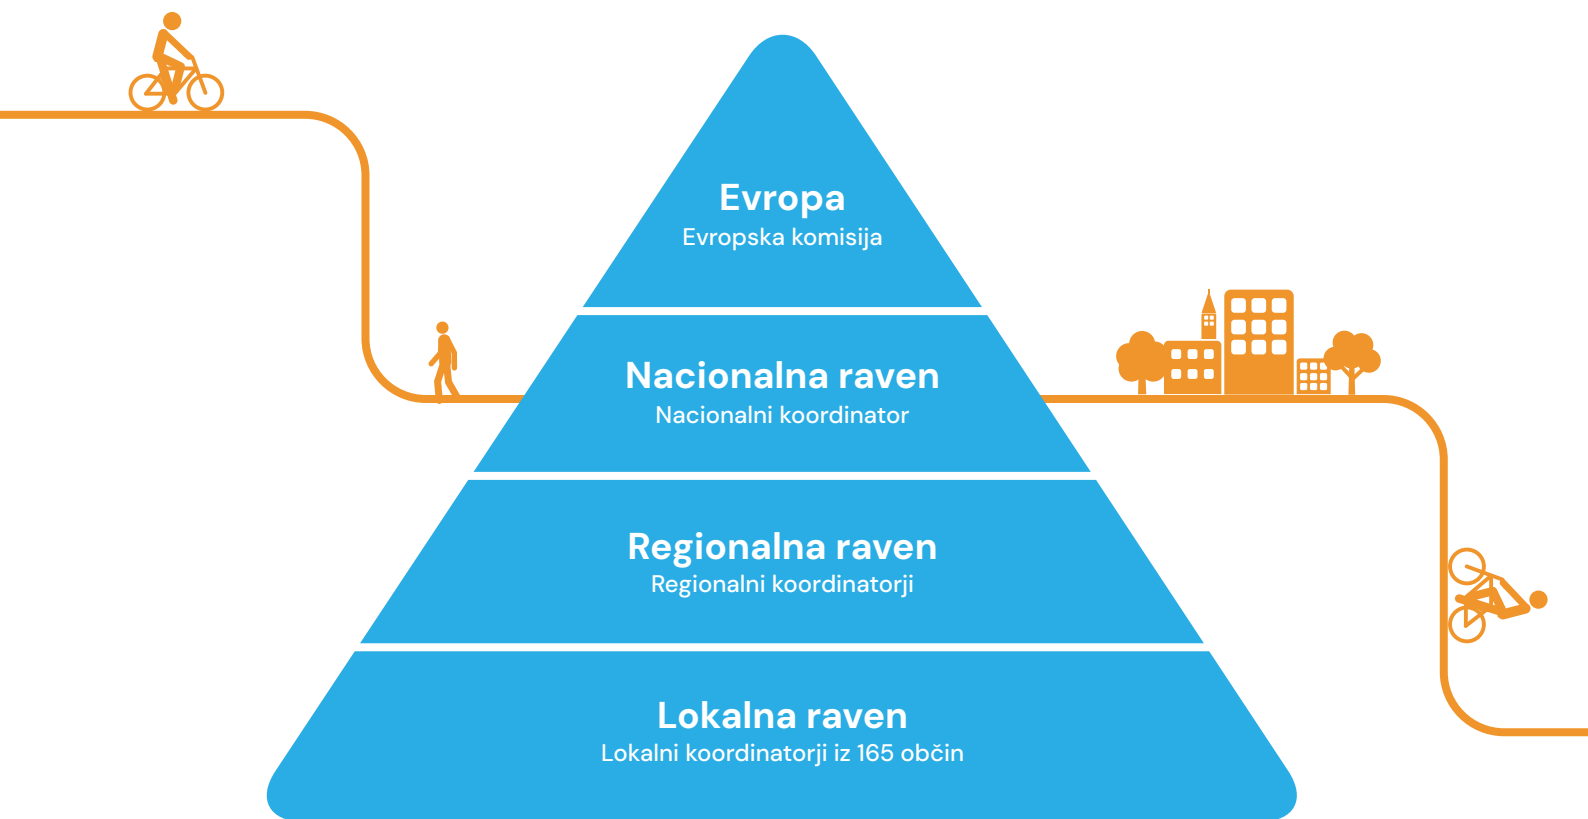 Evropa
Evropska komisija
Nacionalna raven
Nacionalni koordinator
Regionalna raven
Regionalni koordinatorji
Lokalna raven
Lokalni koordinatorji iz 165 občin